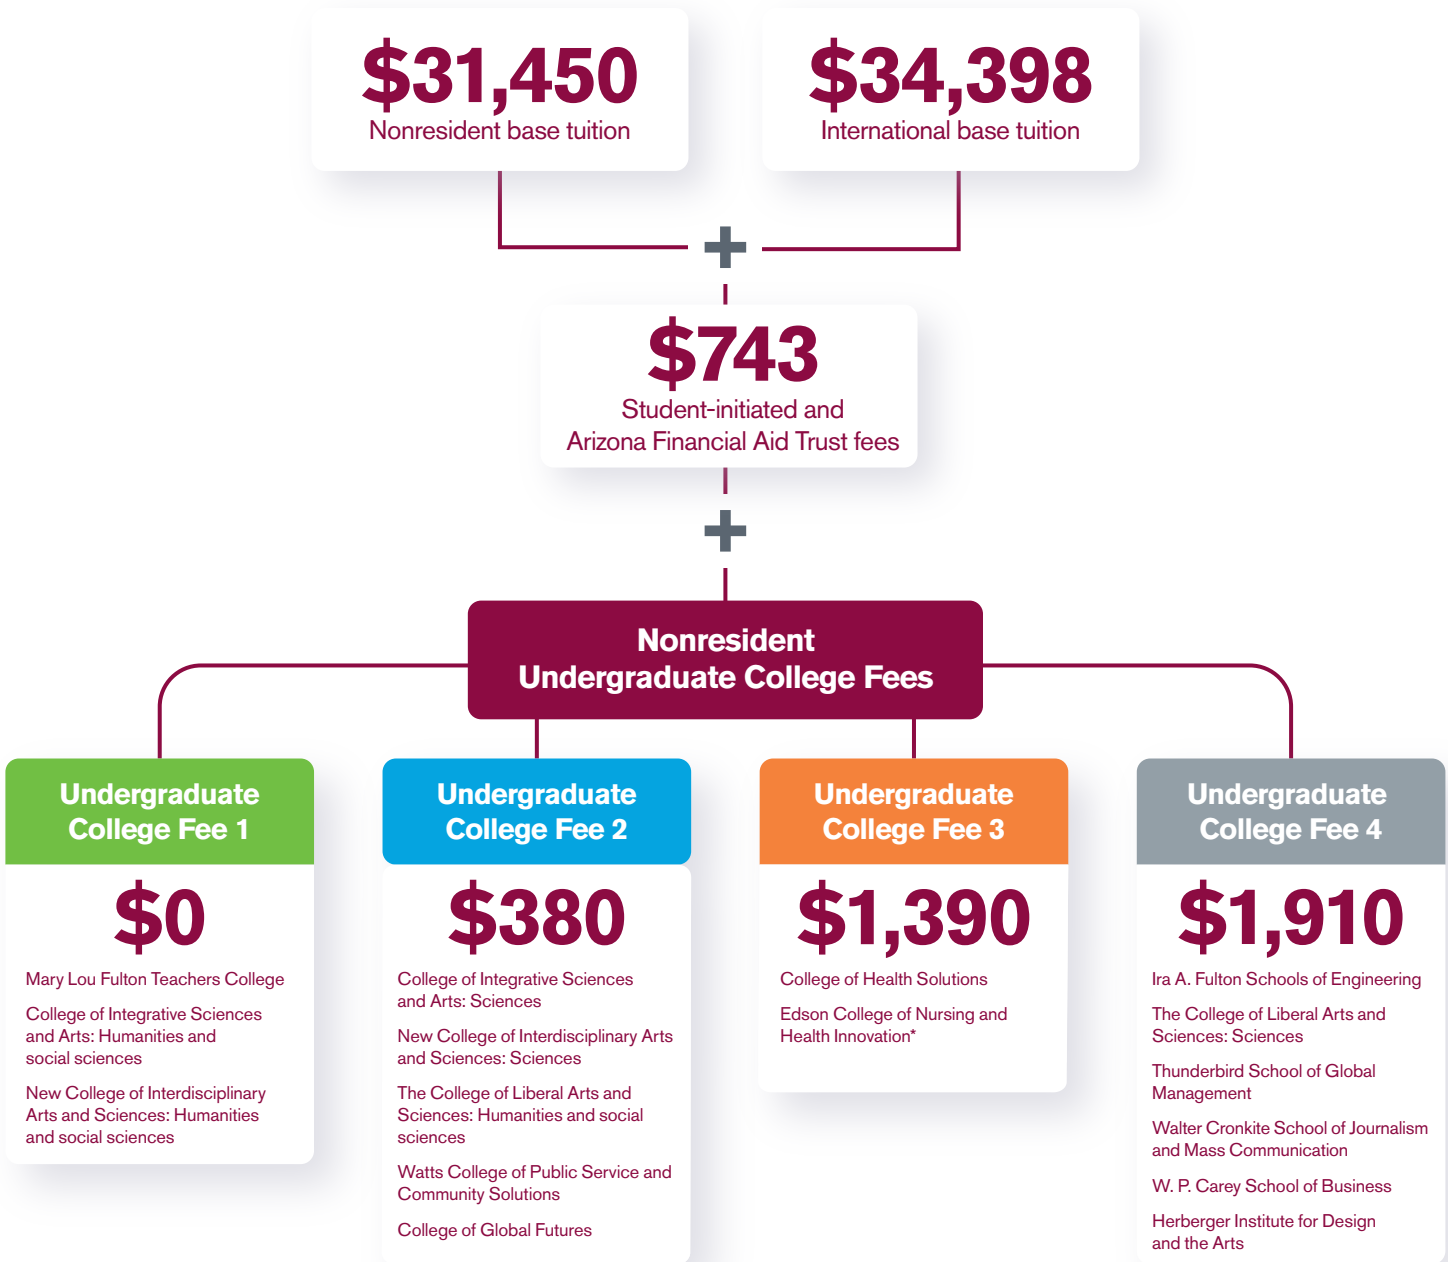 $31,450
Nonresident base tuition
$34,398
International base tuition
+
$743
Student-initiated and
Arizona Financial Aid Trust fees
+
Nonresident
Undergraduate College Fees
Undergraduate
College Fee 1
$0
Mary Lou Fulton Teachers College
College of Integrative Sciences
and Arts: Humanities and
social sciences
New College of Interdisciplinary
Arts and Sciences: Humanities
and social sciences
Undergraduate
College Fee 2
$380
College of Integrative Sciences
and Arts: Sciences
New College of Interdisciplinary Arts
and Sciences: Sciences
The College of Liberal Arts and
Sciences: Humanities and social
sciences
Watts College of Public Service and
Community Solutions
College of Global Futures
Undergraduate
College Fee 3
$1,390
College of Health Solutions
Edson College of Nursing and
Health Innovation*
Undergraduate
College Fee 4
$1,910
Ira A. Fulton Schools of Engineering
The College of Liberal Arts and
Sciences: Sciences
Thunderbird School of Global
Management
Walter Cronkite School of Journalism
and Mass Communication
W. P. Carey School of Business
Herberger Institute for Design
and the Arts